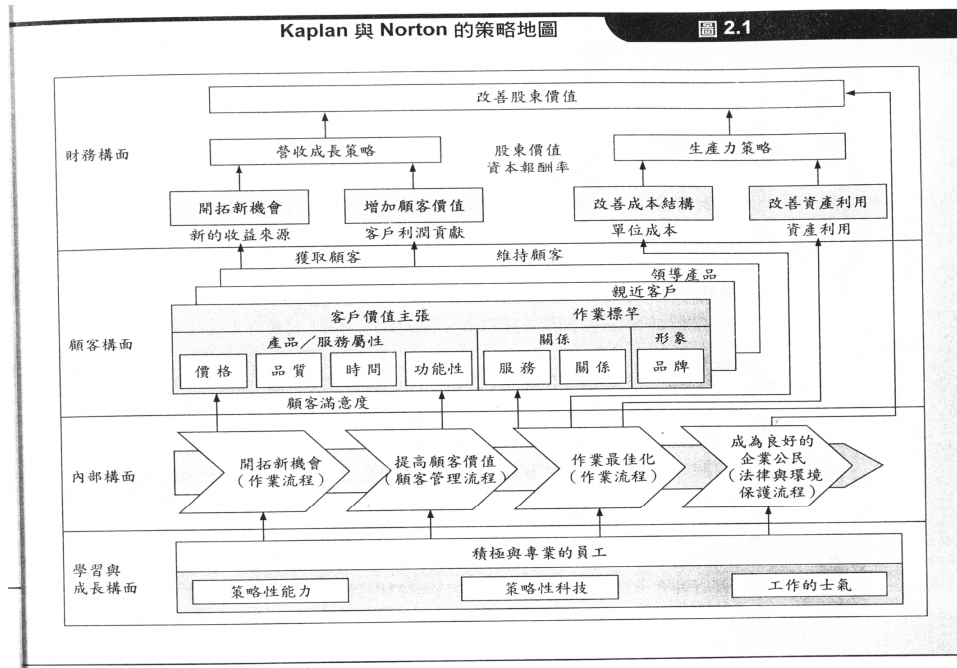 Kaplan 與 Norton 的策略地圖
圖 2.1
改善股東價值
財務構面
營收成長策略
股東價值
資本報酬率
生產力策略
開拓新機會
增加顧客價值
改善成本結構
改善資產利用
新的收益來源
客戶利潤貢獻
單位成本
資產利用
獲取顧客
維持顧客
領導產品
親近客戶
客戶價值主張
作業標竿
顧客構面
產品／服務屬性
關係
形象
價格
品質
時間
功能性
服務
關係
品牌
顧客滿意度
內部構面
開拓新機會
（作業流程）
提高顧客價值
（顧客管理流程）
作業最佳化
（作業流程）
成為良好的
企業公民
（法律與環境
保護流程）
學習與
成長構面
積極與專業的員工
策略性能力
策略性科技
工作的士氣